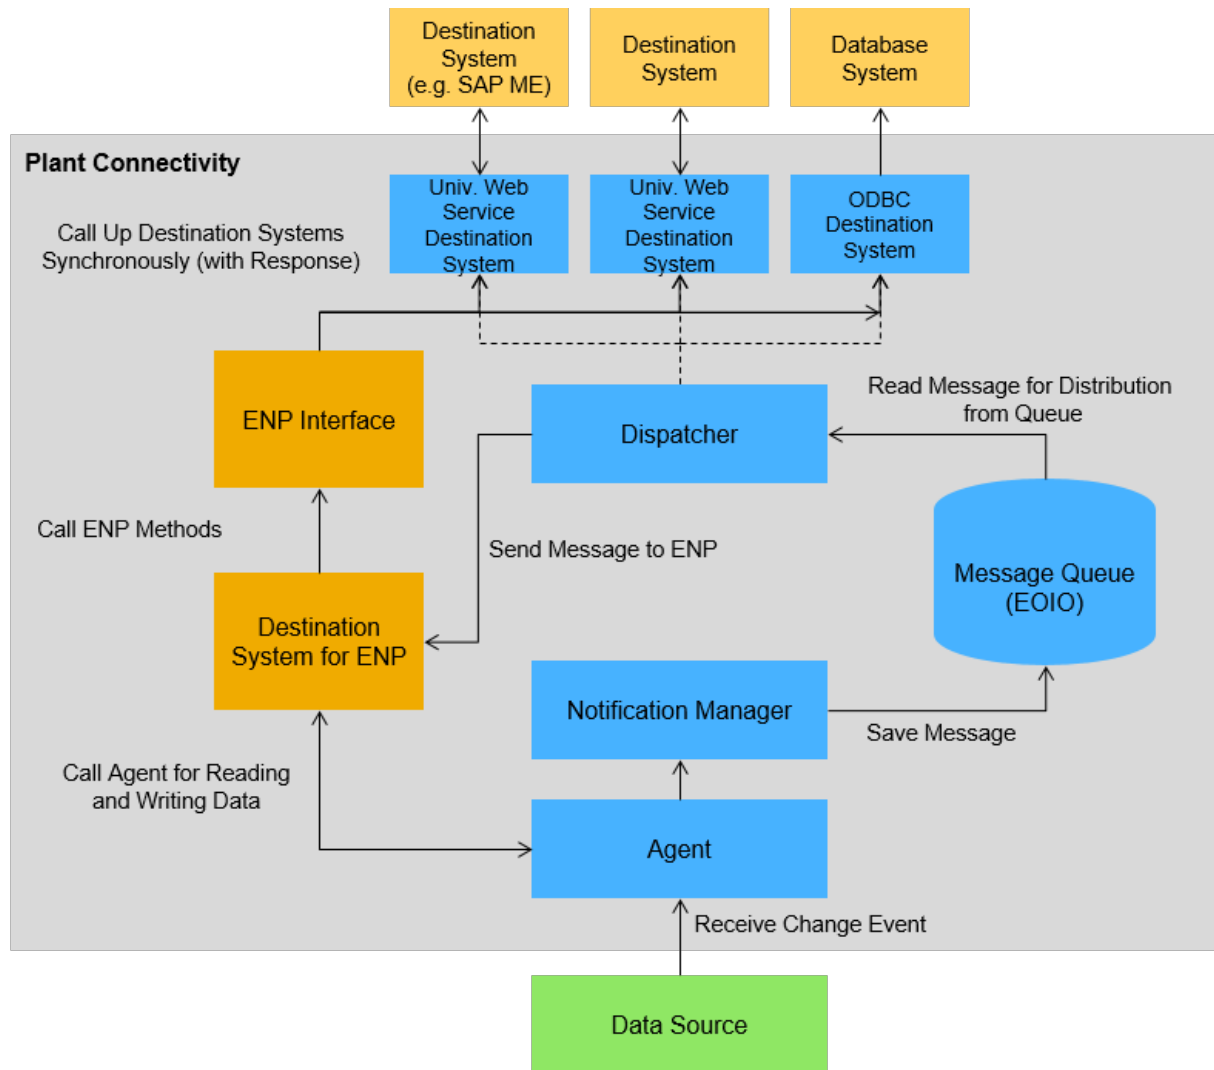 Destination
System
(e.g. SAP ME)
Destination
System
Database
System
Plant Connectivity
Univ. Web
Service
Destination
System
Univ. Web
Service
Destination
System
ODBC
Destination
System
Call Up Destination Systems
Synchronously (with Response)
ENP Interface
Dispatcher
Read Message for Distribution
from Queue
Call ENP Methods
Send Message to ENP
Message Queue
(EOIO)
Destination
System for ENP
Notification Manager
Save Message
Call Agent for Reading
and Writing Data
Agent
Receive Change Event
Data Source